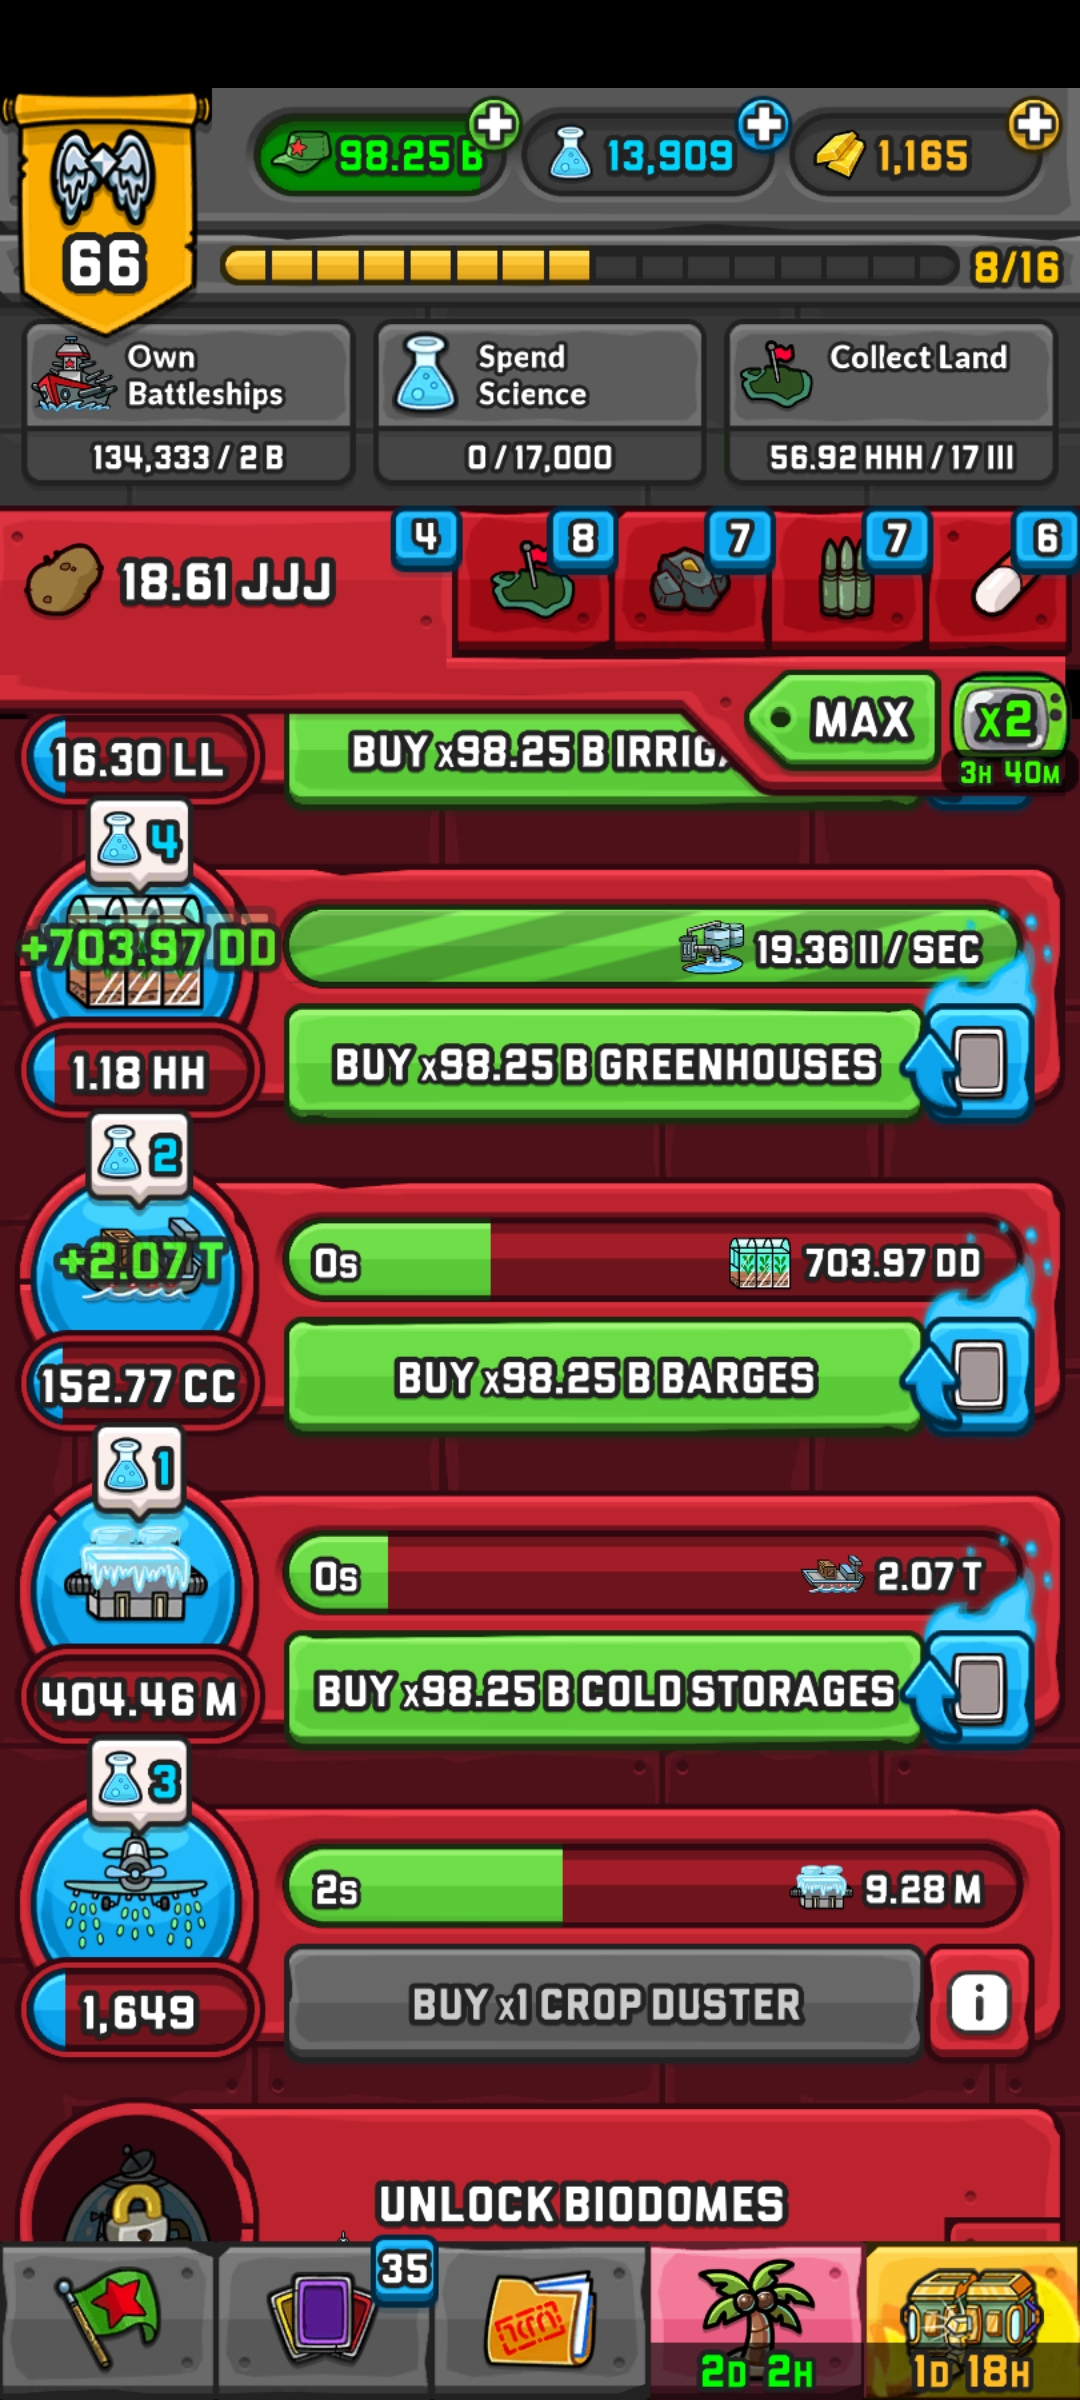 98.25 B
13,909
1,165
66
8/16
Own
Battleships
134,333 / 2 B
Spend
Science
0 / 17,000
Collect Land
56.92 HHH / 17 III
18.61 JJJ
4
8
7
7
6
MAX
x2
3H 40M
16.30 LL
BUY x98.25 B
4
+703.97 DD
19.36 II / SEC
1.18 HH
BUY x98.25 B GREENHOUSES
2
+2.07 T
0s
703.97 DD
152.77 CC
BUY x98.25 B BARGES
1
0s
2.07 T
404.46 M
BUY x98.25 B COLD STORAGES
3
2s
9.28 M
1,649
BUY x1 CROP DUSTER
i
UNLOCK BIODOMES
35
2D 2H
1D 18H